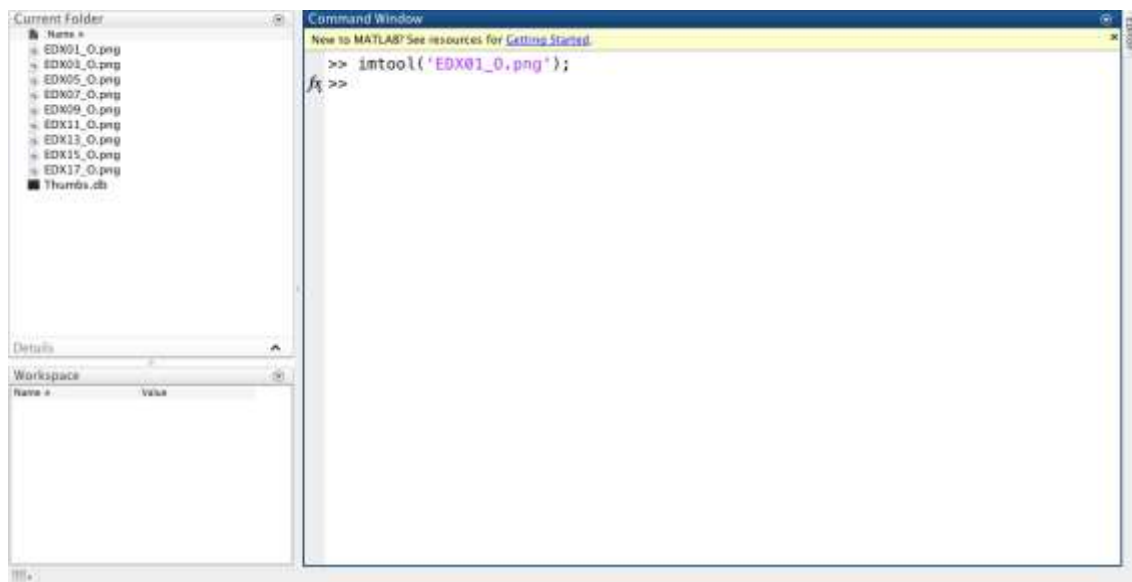 Current Folder
Name
EDX01_O.png
EDX03_O.png
EDX05_O.png
EDX07_O.png
EDX09_O.png
EDX11_O.png
EDX13_O.png
EDX15_O.png
EDX17_O.png
Thumbs.db
Details
Workspace
Name Value
Command Window
New to MATLAB? See resources for Getting Started.
>> imtool('EDX01_O.png');
fx >>